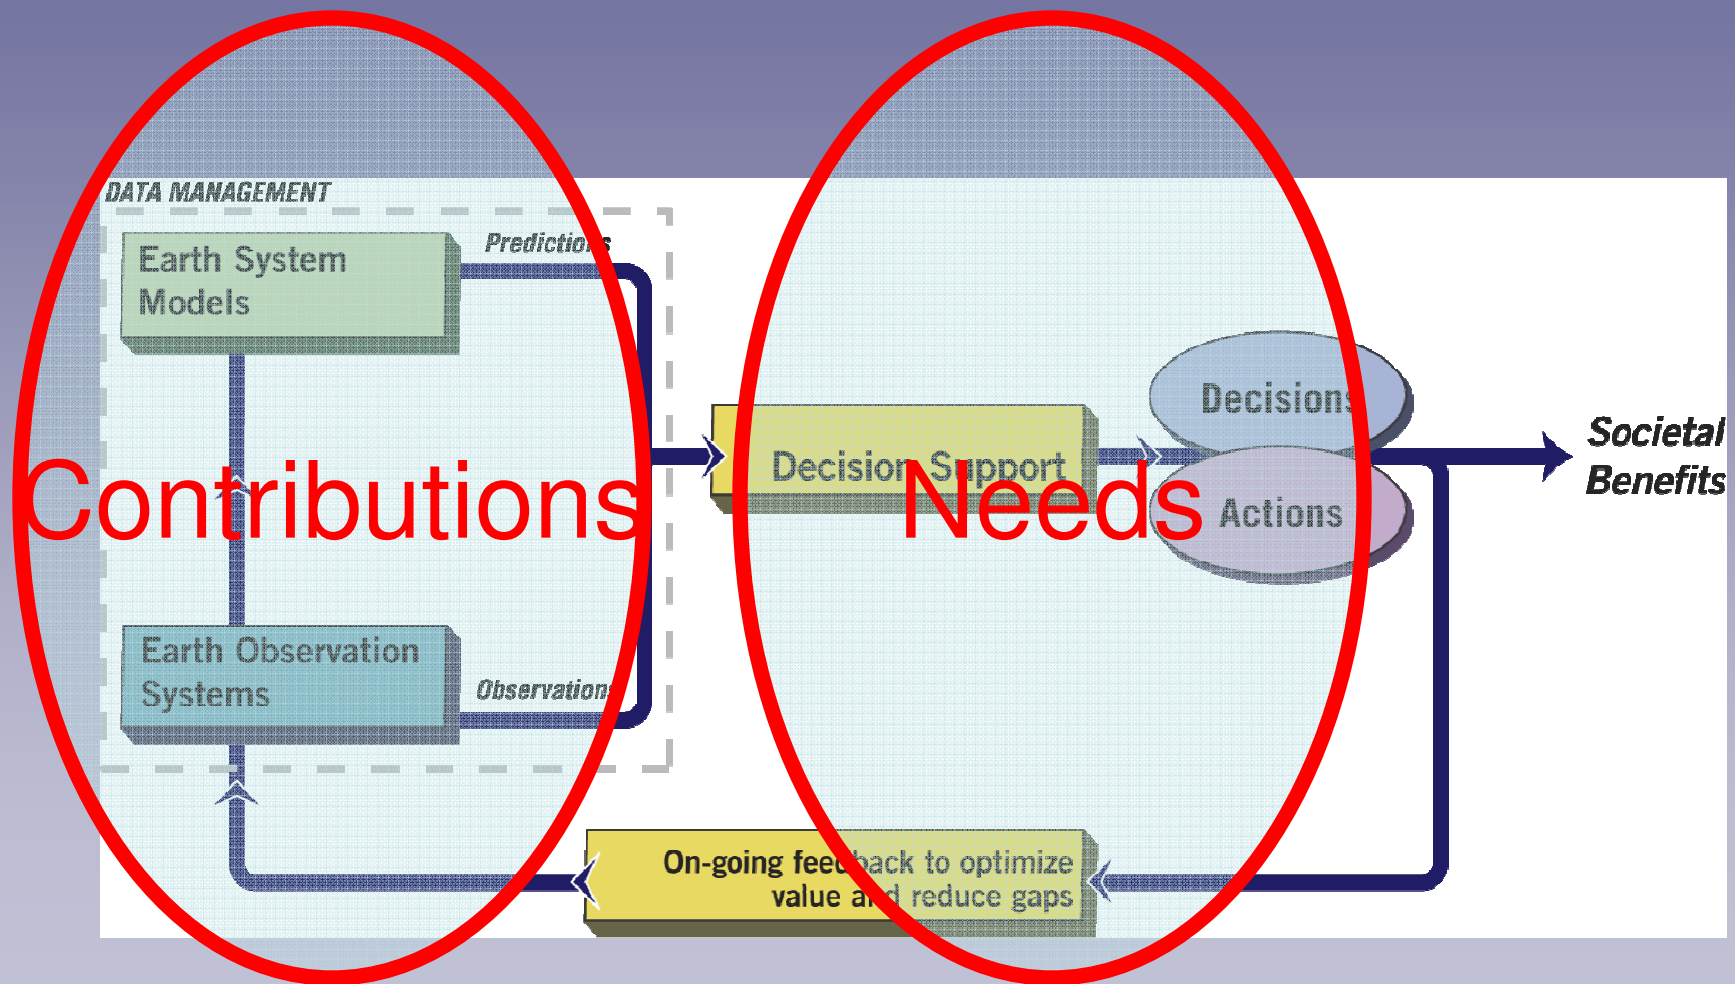 DATA MANAGEMENT
Predictions
Earth System
Models
Decisions
Societal
Benefits
Decision Support
Contributions
Needs
Actions
Earth Observation
Systems
Observations
On-going feedback to optimize
value and reduce gaps